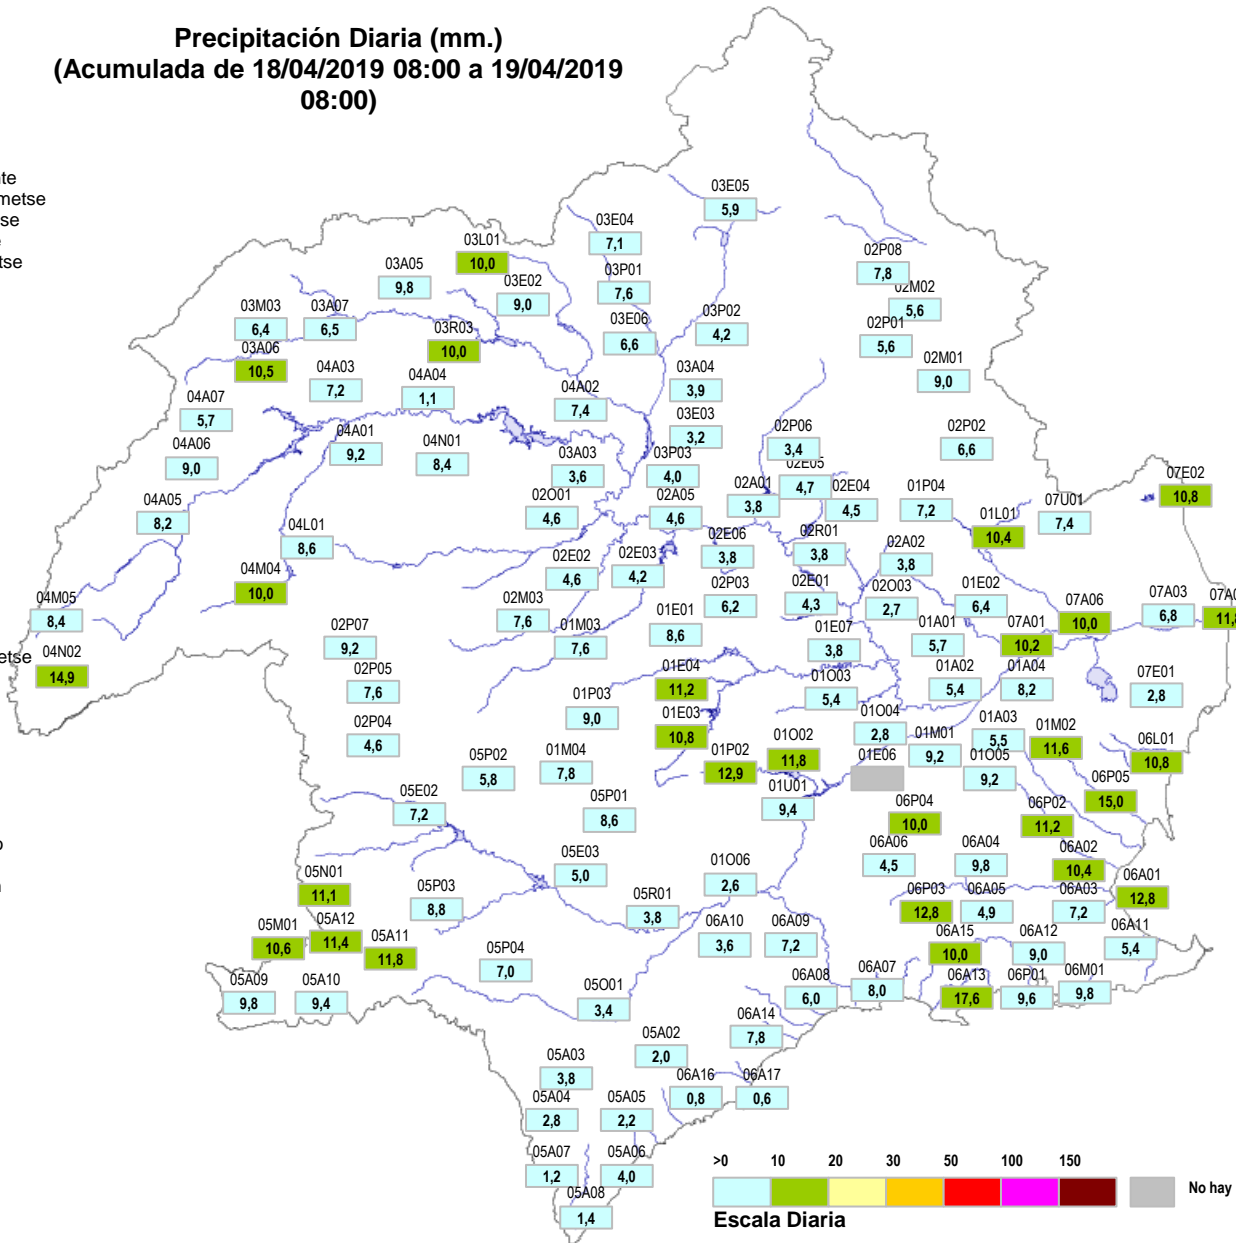 Precipitación Diaria (mm.)
(Acumulada de 18/04/2019 08:00 a 19/04/2019
08:00)
03E05
5,9
03E04
7,1
03L01
10,0
03A05
9,8
03E02
9,0
03P01
7,6
02P08
7,8
02M02
5,6
03M03
6,4
03A07
6,5
03R03
10,0
03E06
6,6
03P02
4,2
02P01
5,6
03A06
10,5
04A03
7,2
04A04
1,1
04A02
7,4
03A04
3,9
02M01
9,0
04A07
5,7
03E03
3,2
04A01
9,2
04A06
9,0
04N01
8,4
03A03
3,6
03P03
4,0
02P06
3,4
02P02
6,6
02E05
4,7
07E02
10,8
04A05
8,2
02O01
4,6
02A05
4,6
02A01
3,8
02E04
4,5
01P04
7,2
01L01
10,4
07U01
7,4
04L01
8,6
02E06
3,8
02R01
3,8
02A02
3,8
04M04
10,0
02E02
4,6
02E03
4,2
02P03
6,2
02E01
4,3
02O03
2,7
01E02
6,4
04M05
8,4
02M03
7,6
01E01
8,6
07A06
10,0
07A03
6,8
07A0
11,8
02P07
9,2
01M03
7,6
01E07
3,8
01A01
5,7
07A01
10,2
etse
04N02
14,9
02P05
7,6
01E04
11,2
01O03
5,4
01A02
5,4
01A04
8,2
07E01
2,8
01P03
9,0
01E03
10,8
02P04
4,6
01O04
2,8
01A03
5,5
01M02
11,6
05P02
5,8
01M04
7,8
01P02
12,9
01O02
11,8
01E06
01M01
9,2
01O05
9,2
06L01
10,8
05E02
7,2
05P01
8,6
01U01
9,4
06P04
10,0
06P02
11,2
06P05
15,0
05E03
5,0
01O06
2,6
06A06
4,5
06A04
9,8
06A02
10,4
05N01
11,1
05P03
8,8
05R01
3,8
06P03
12,8
06A05
4,9
06A03
7,2
06A01
12,8
05M01
10,6
05A12
11,4
05A11
11,8
06A10
3,6
06A09
7,2
06A15
10,0
06A12
9,0
06A11
5,4
05P04
7,0
05A09
9,8
05A10
9,4
05O01
3,4
06A08
6,0
06A07
8,0
06A13
17,6
06P01
9,6
06M01
9,8
05A02
2,0
06A14
7,8
05A03
3,8
06A16
0,8
06A17
0,6
05A04
2,8
05A05
2,2
05A07
1,2
05A06
4,0
05A08
1,4
>0 10 20 30 50 100 150
No hay
Escala Diaria